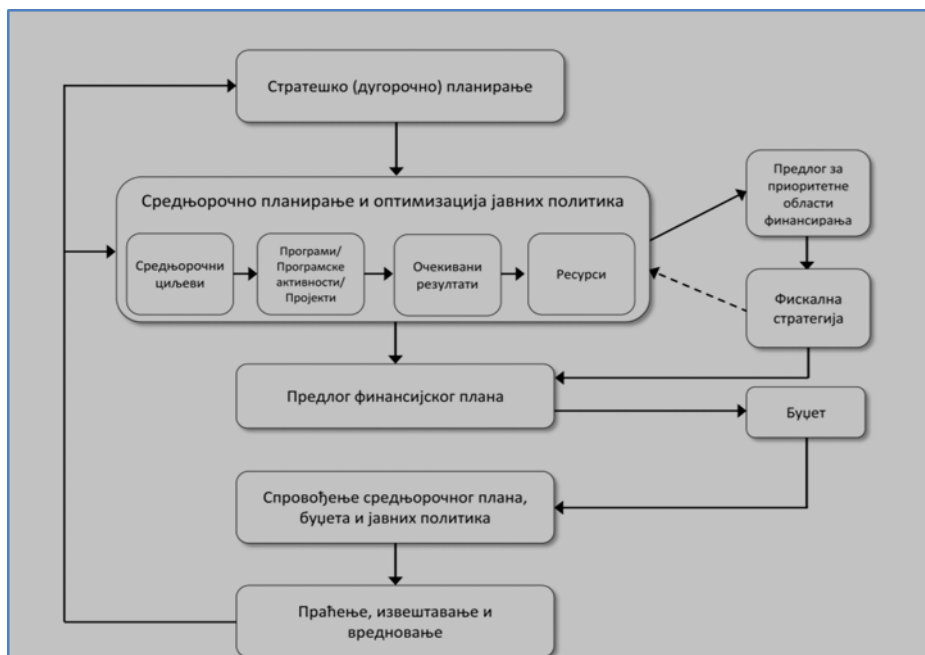 Стратешко (дугорочно) планирање
Средњорочно планирање и оптимизација јавних политика
Средњорочни
циљеви
Програми/
Програмске
активности/
Пројекти
Очекивани
резултати
Ресурси
Предлог за
приоритетне
области
финансирања
Фискална
стратегија
Предлог финансијског плана
Буџет
Спровођење средњорочног плана,
буџета и јавних политика
Праћење, извештавање и
вредновање